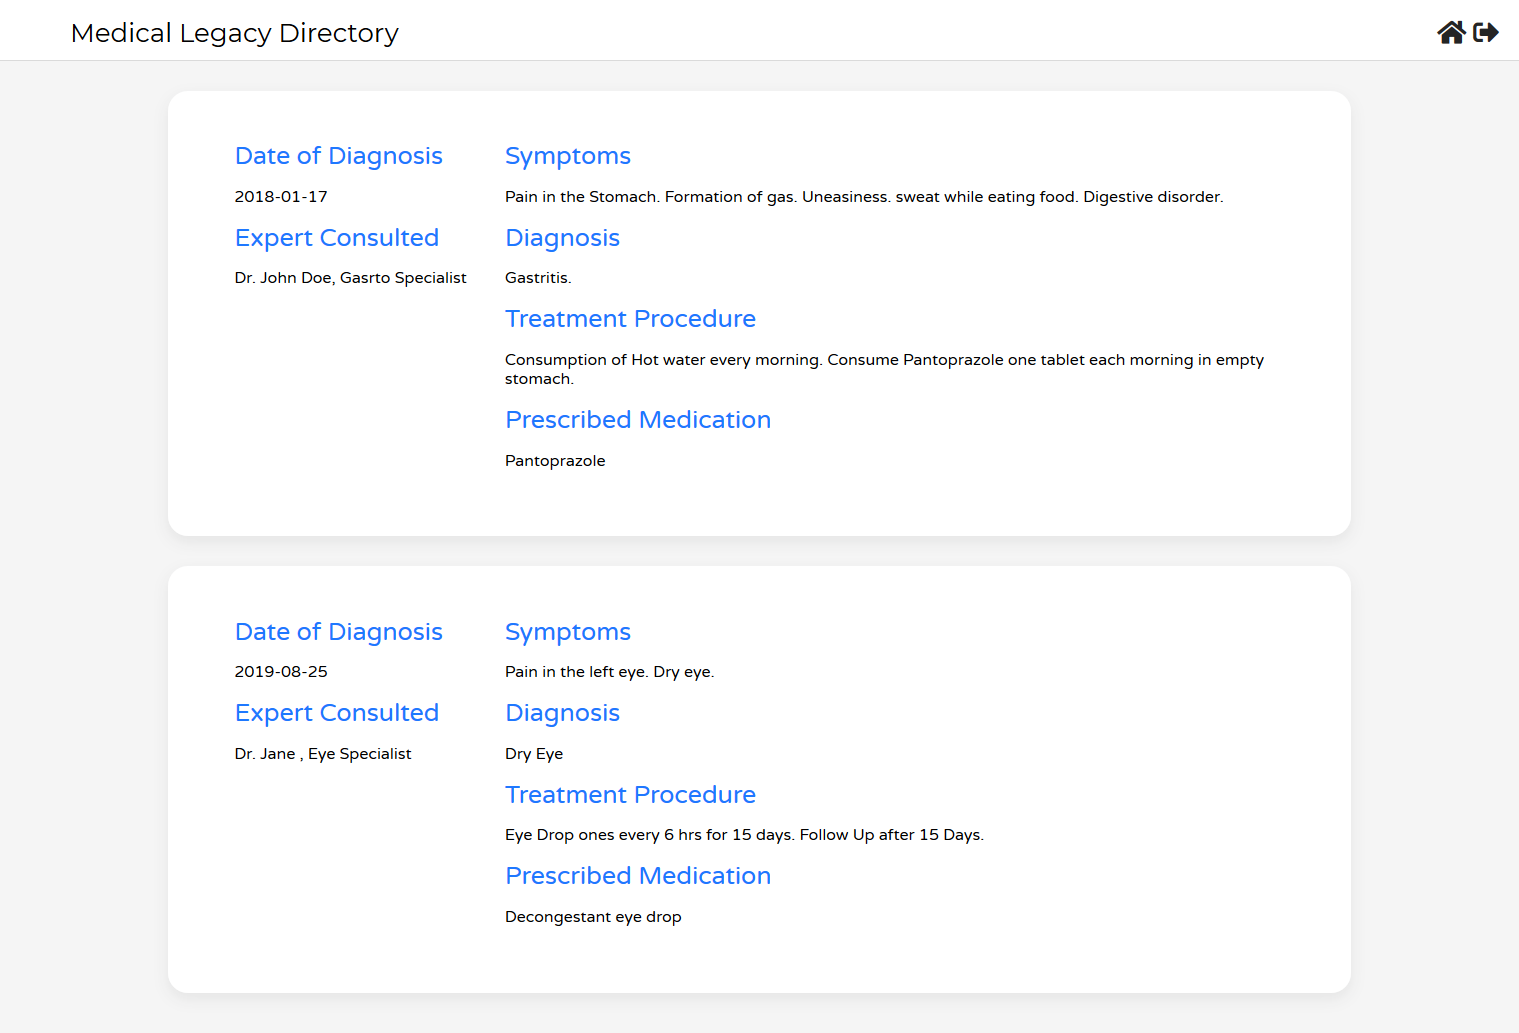 Medical Legacy Directory
Date of Diagnosis
2018-01-17
Expert Consulted
Dr. John Doe, Gasrto Specialist
Symptoms
Pain in the Stomach. Formation of gas. Uneasiness. sweat while eating food. Digestive disorder.
Diagnosis
Gastritis.
Treatment Procedure
Consumption of Hot water every morning. Consume Pantoprazole one tablet each morning in empty
stomach.
Prescribed Medication
Pantoprazole
Date of Diagnosis
2019-08-25
Expert Consulted
Dr. Jane , Eye Specialist
Symptoms
Pain in the left eye. Dry eye.
Diagnosis
Dry Eye
Treatment Procedure
Eye Drop ones every 6 hrs for 15 days. Follow Up after 15 Days.
Prescribed Medication
Decongestant eye drop